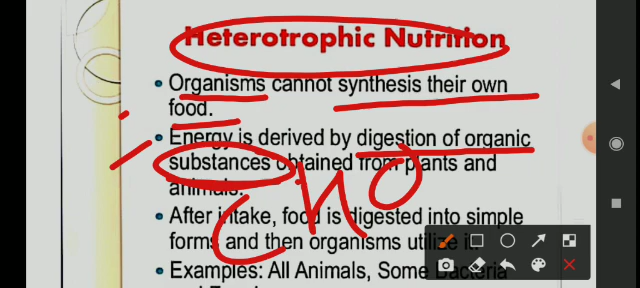 Heterotrophic Nutrition
• Organisms cannot synthesis their own
food.
• Energy is derived by digestion of organic
substances obtained from plants and
animals.
• After intake, food is digested into simple
forms and then organisms utilize it.
• Examples: All Animals, Some Bacteria
CHO